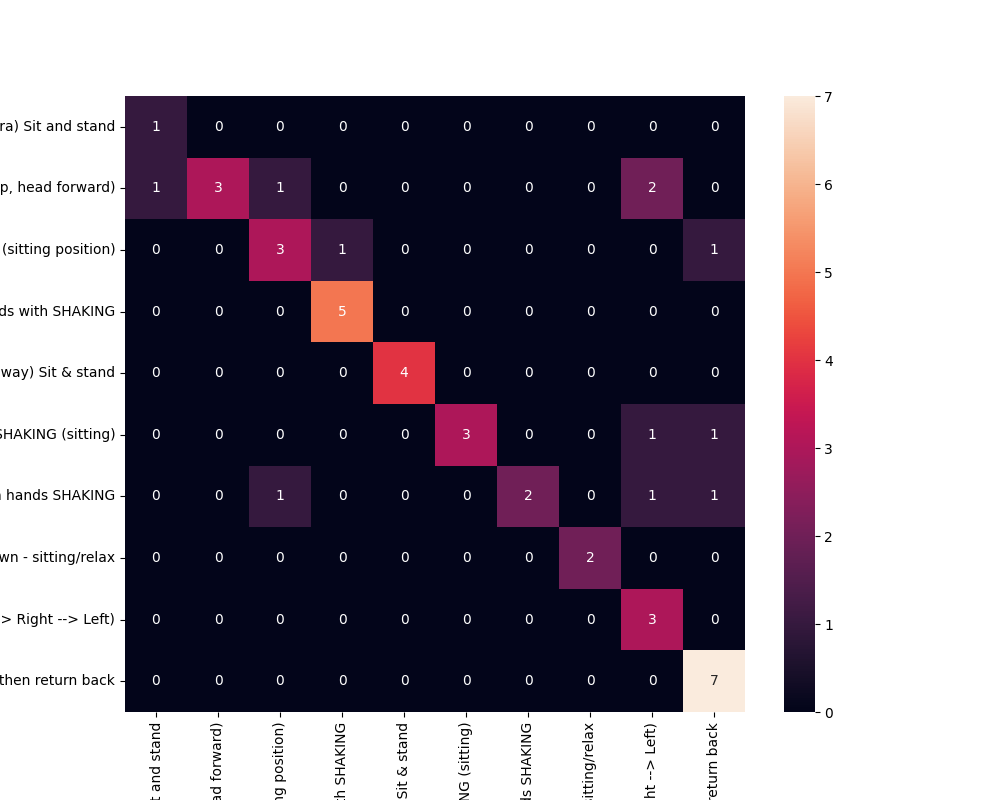 ra) Sit and stand 1 0 0 0 0 0 0 0 0 0
p, head forward) 1 3 1 0 0 0 0 0 2 0
(sitting position) 0 0 3 1 0 0 0 0 0 1
ds with SHAKING 0 0 0 5 0 0 0 0 0 0
way) Sit & stand 0 0 0 0 4 0 0 0 0 0
SHAKING (sitting) 0 0 0 0 0 3 0 0 1 1
hands SHAKING 0 0 1 0 0 0 2 0 1 1
wn - sitting/relax 0 0 0 0 0 0 0 2 0 0
> Right --> Left) 0 0 0 0 0 0 0 0 3 0
then return back 0 0 0 0 0 0 0 0 0 7
t and stand
ad forward)
ng position)
th SHAKING
Sit & stand
NG (sitting)
ds SHAKING
sitting/relax
ht --> Left)
return back
7
6
5
4
3
2
1
0